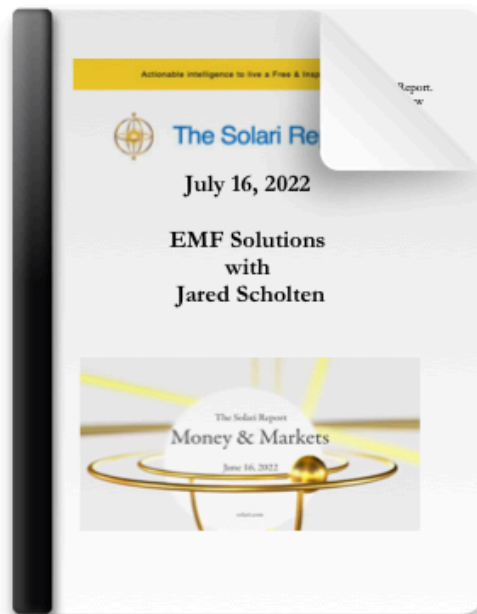 Actionable intelligence to live a Free & Insp
Report.
The Solari Re
July 16, 2022
EMF Solutions
with
Jared Scholten
The Solari Report
Money & Markets
June 16, 2022
solari.com